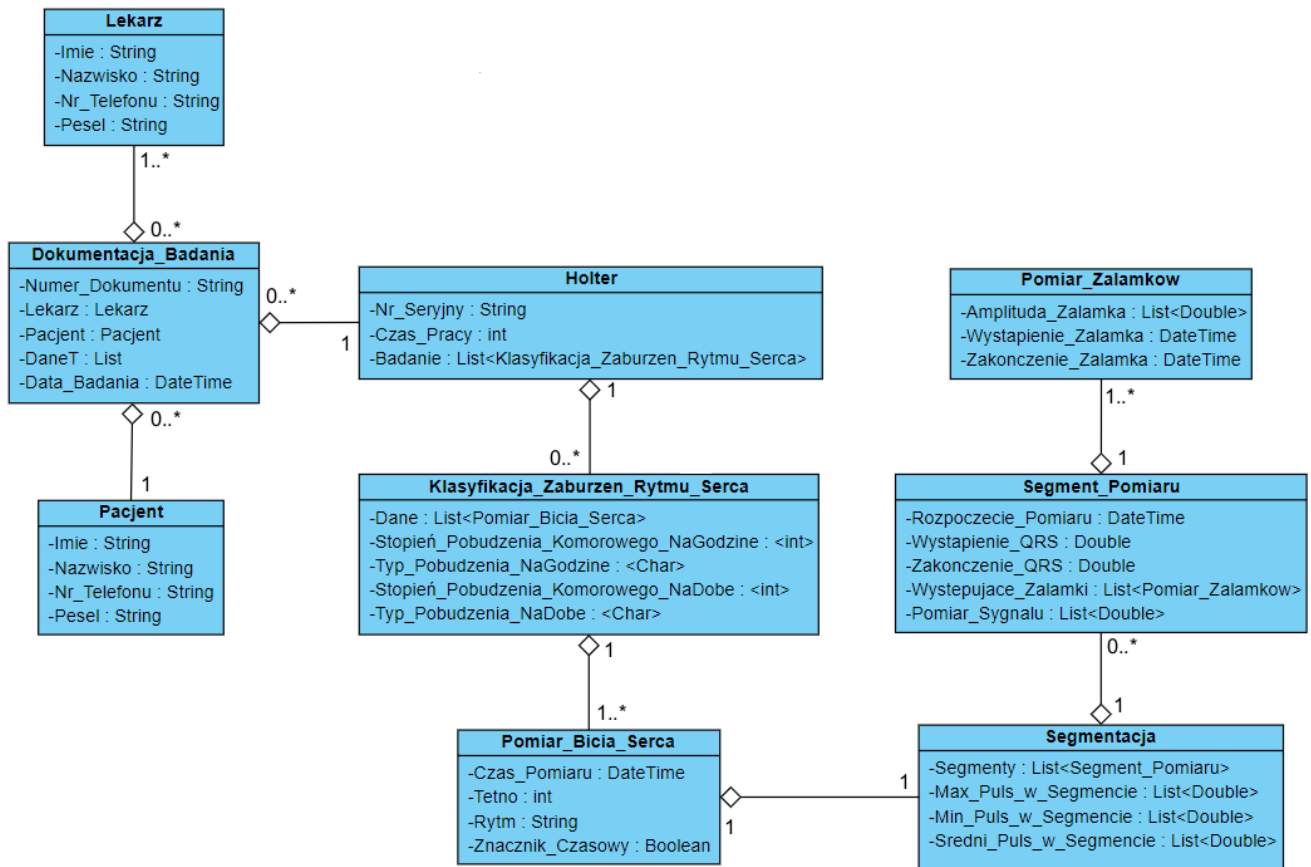 Lekarz
-Imie : String
-Nazwisko : String
-Nr_Telefonu : String
-Pesel : String
1..*
0..*
Dokumentacja_Badania
-Numer_Dokumentu : String
-Lekarz : Lekarz
-Pacjent : Pacjent
-DaneT : List
-Data_Badania : DateTime
0..*
1
Holter
-Nr_Seryjny : String
-Czas_Pracy : int
-Badanie : List<Klasyfikacja_Zaburzen_Rytmu_Serca>
Pomiar_Zalamkow
-Amplituda_Zalamka : List<Double>
-Wystapienie_Zalamka : DateTime
-Zakonczenie_Zalamka : DateTime
0..*
1
Pacjent
-Imie : String
-Nazwisko : String
-Nr_Telefonu : String
-Pesel : String
1
0..*
Klasyfikacja_Zaburzen_Rytmu_Serca
-Dane : List<Pomiar_Bicia_Serca>
-Stopień_Pobudzenia_Komorowego_NaGodzine : <int>
-Typ_Pobudzenia_NaGodzine : <Char>
-Stopień_Pobudzenia_Komorowego_NaDobe : <int>
-Typ_Pobudzenia_NaDobe : <Char>
1..*
1
Segment_Pomiaru
-Rozpoczecie_Pomiaru : DateTime
-Wystapienie_QRS : Double
-Zakonczenie_QRS : Double
-Wystepujace_Zalamki : List<Pomiar_Zalamkow>
-Pomiar_Sygnalu : List<Double>
1
1..*
Pomiar_Bicia_Serca
-Czas_Pomiaru : DateTime
-Tetno : int
-Rytm : String
-Znacznik_Czasowy : Boolean
1
1
0..*
1
Segmentacja
-Segmenty : List<Segment_Pomiaru>
-Max_Puls_w_Segmencie : List<Double>
-Min_Puls_w_Segmencie : List<Double>
-Sredni_Puls_w_Segmencie : List<Double>